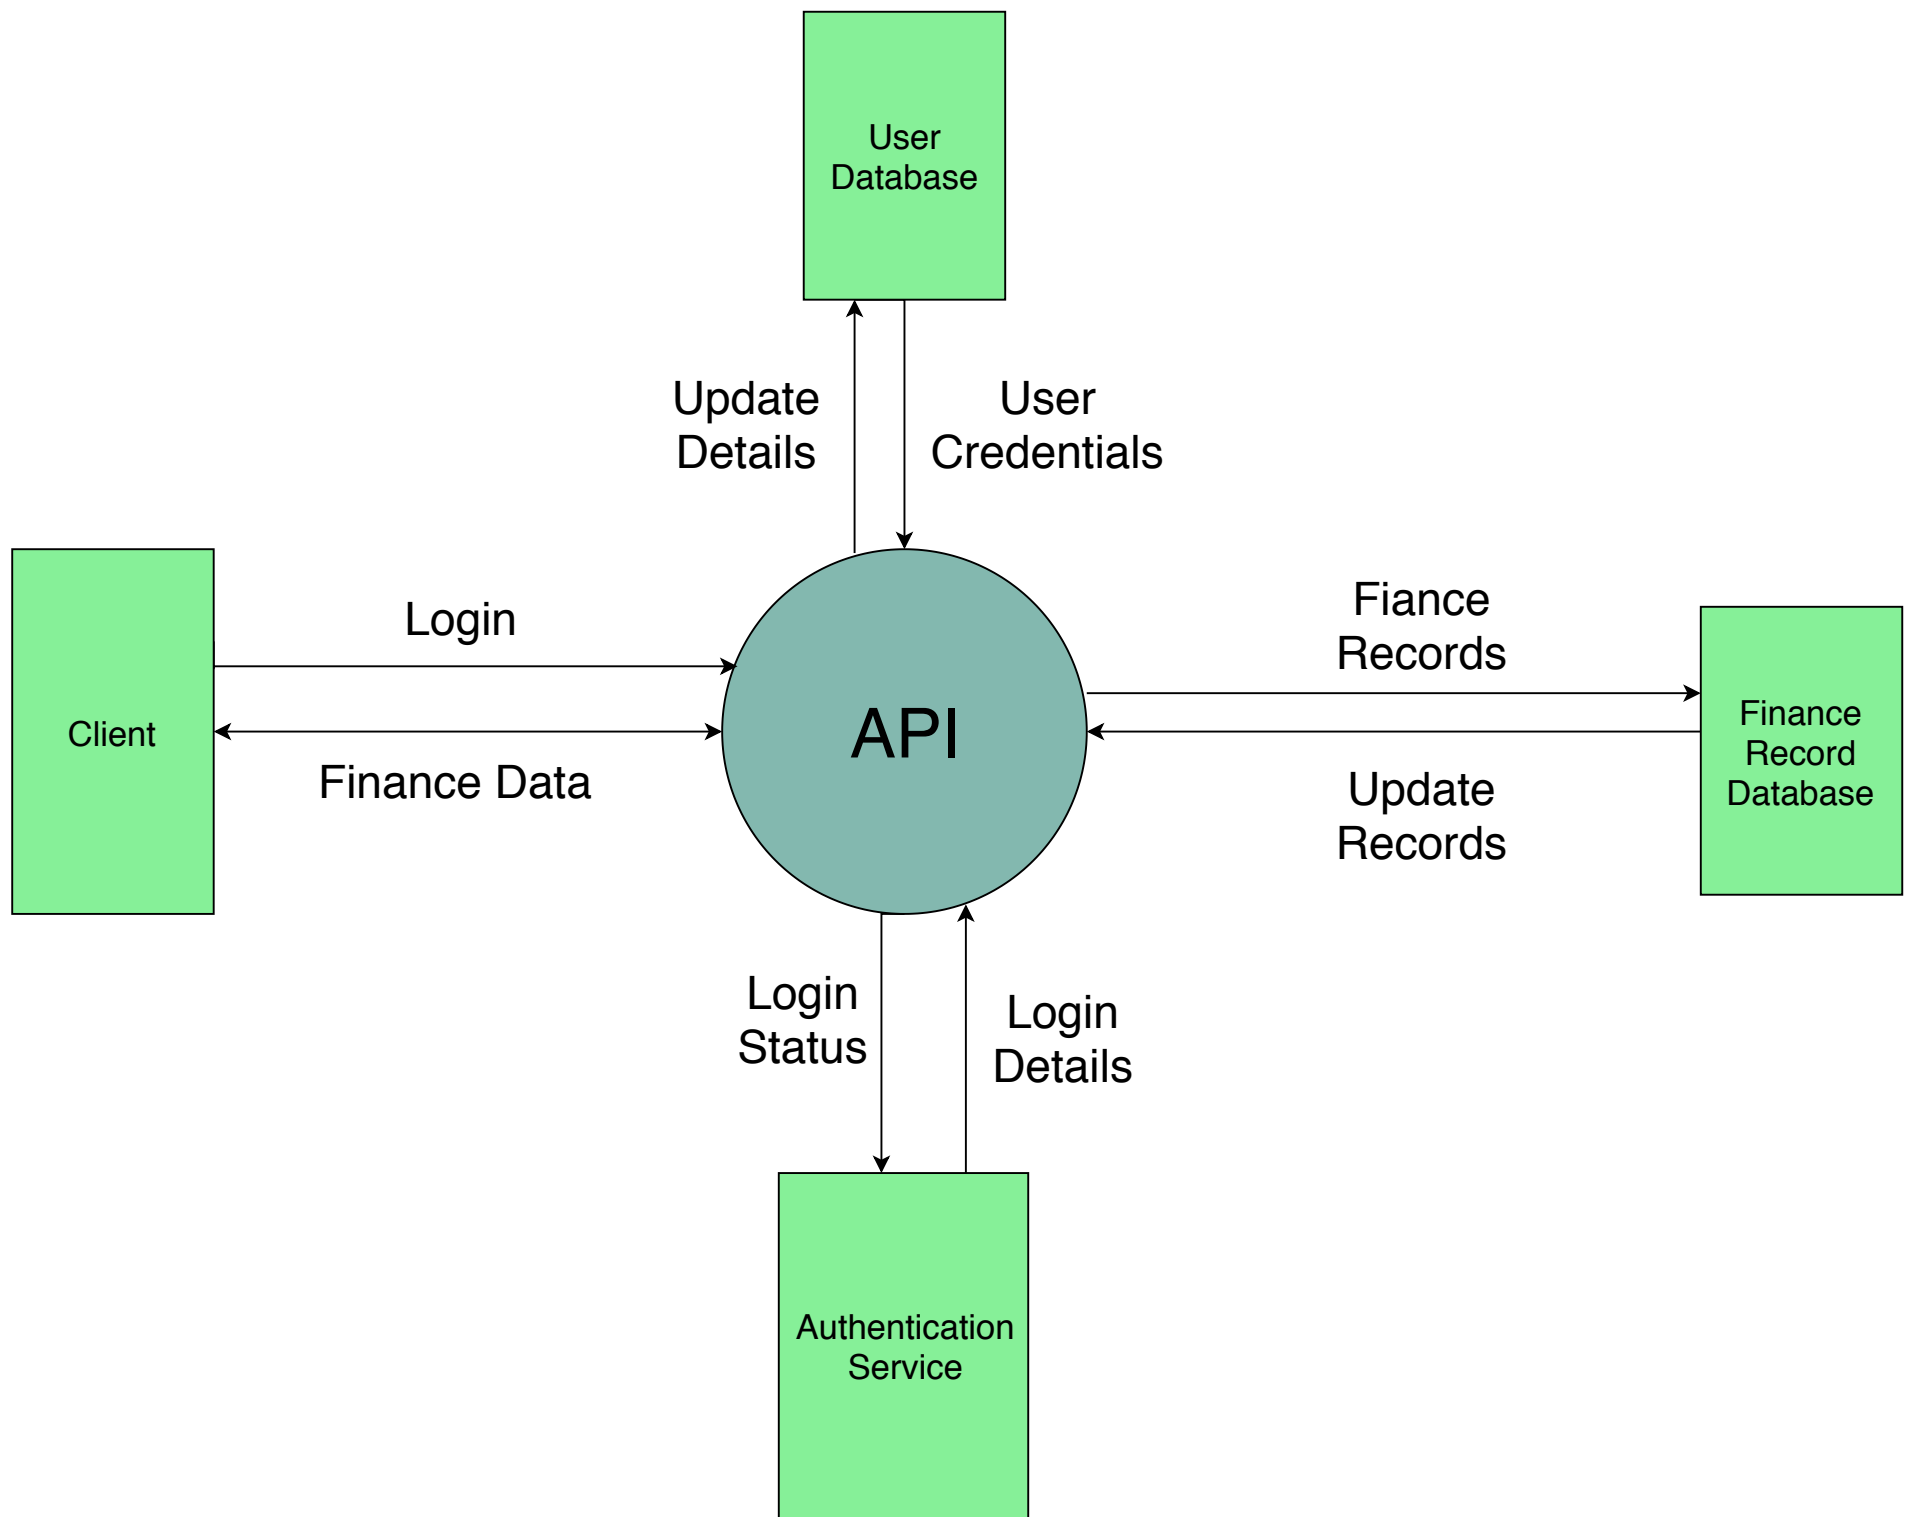 User
Database
Update
Details
User
Credentials
Login
Fiance
Records
Client
API
Finance
Record
Database
Finance Data
Update
Records
Login
Status
Login
Details
Authentication
Service